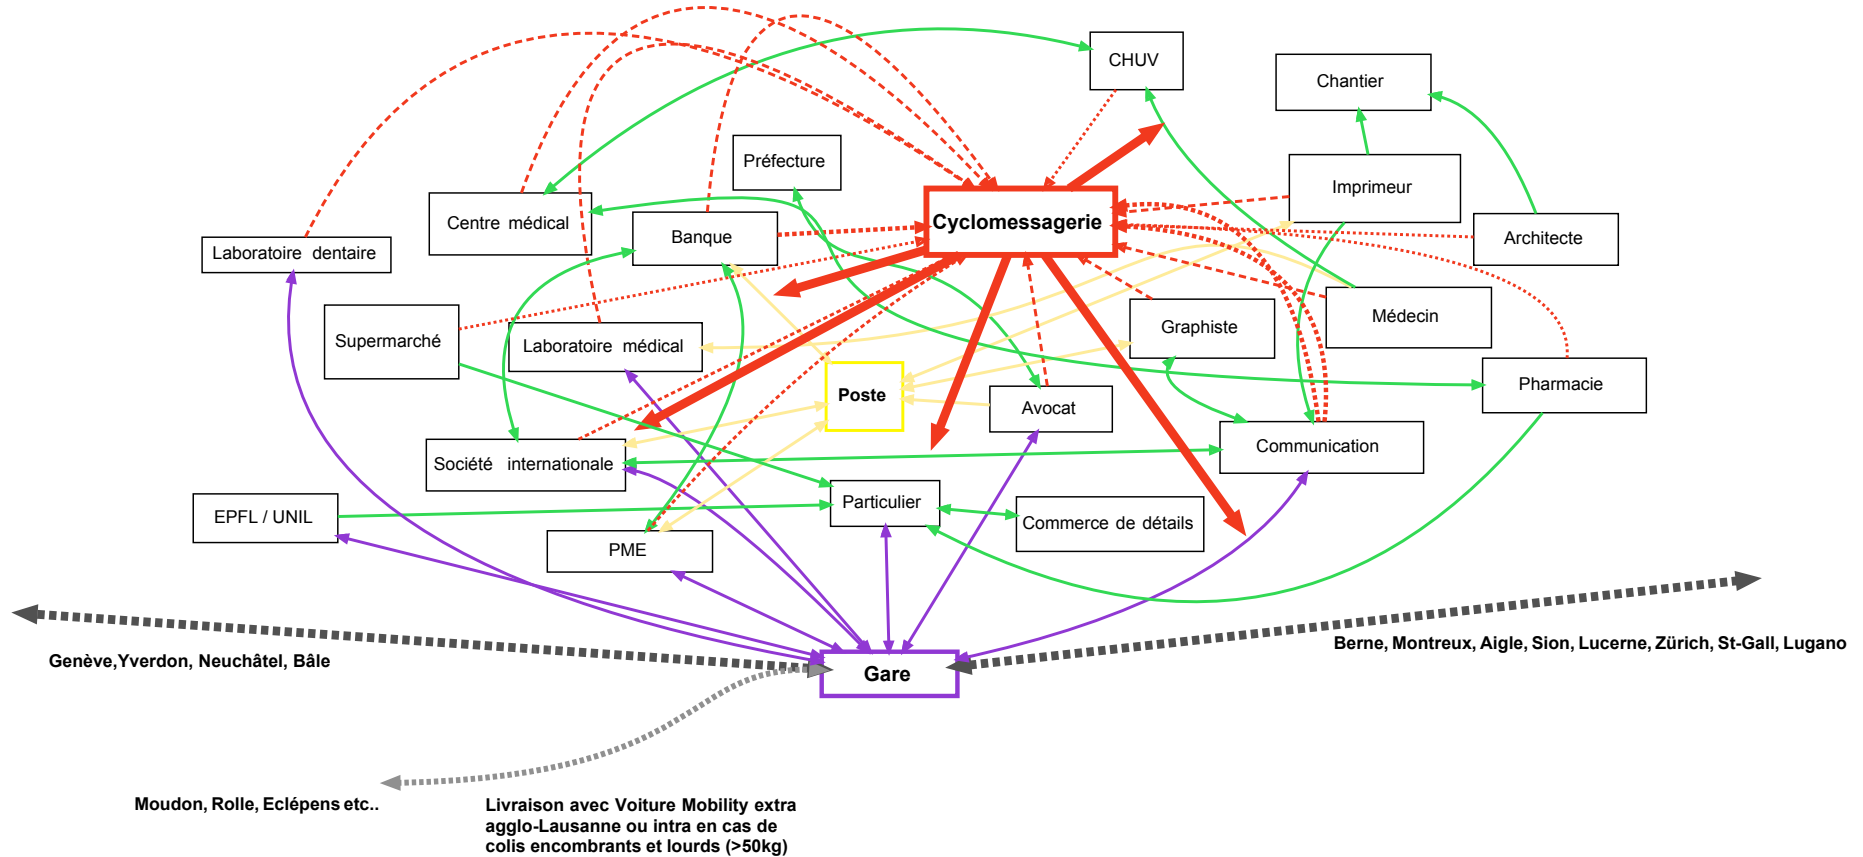 CHUV
Chantier
Préfecture
Imprimeur
Centre médical
Cyclomessagerie
Banque
Architecte
Laboratoire dentaire
Médecin
Graphiste
Supermarché
Laboratoire médical
Pharmacie
Poste
Avocat
Communication
Société internationale
Particulier
EPFL / UNIL
Commerce de détails
PME
Berne, Montreux, Aigle, Sion, Lucerne, Zürich, St-Gall, Lugano
Genève,Yverdon, Neuchâtel, Bâle
Gare
Moudon, Rolle, Eclépens etc..
Livraison avec Voiture Mobility extra
agglo-Lausanne ou intra en cas de
colis encombrants et lourds (>50kg)